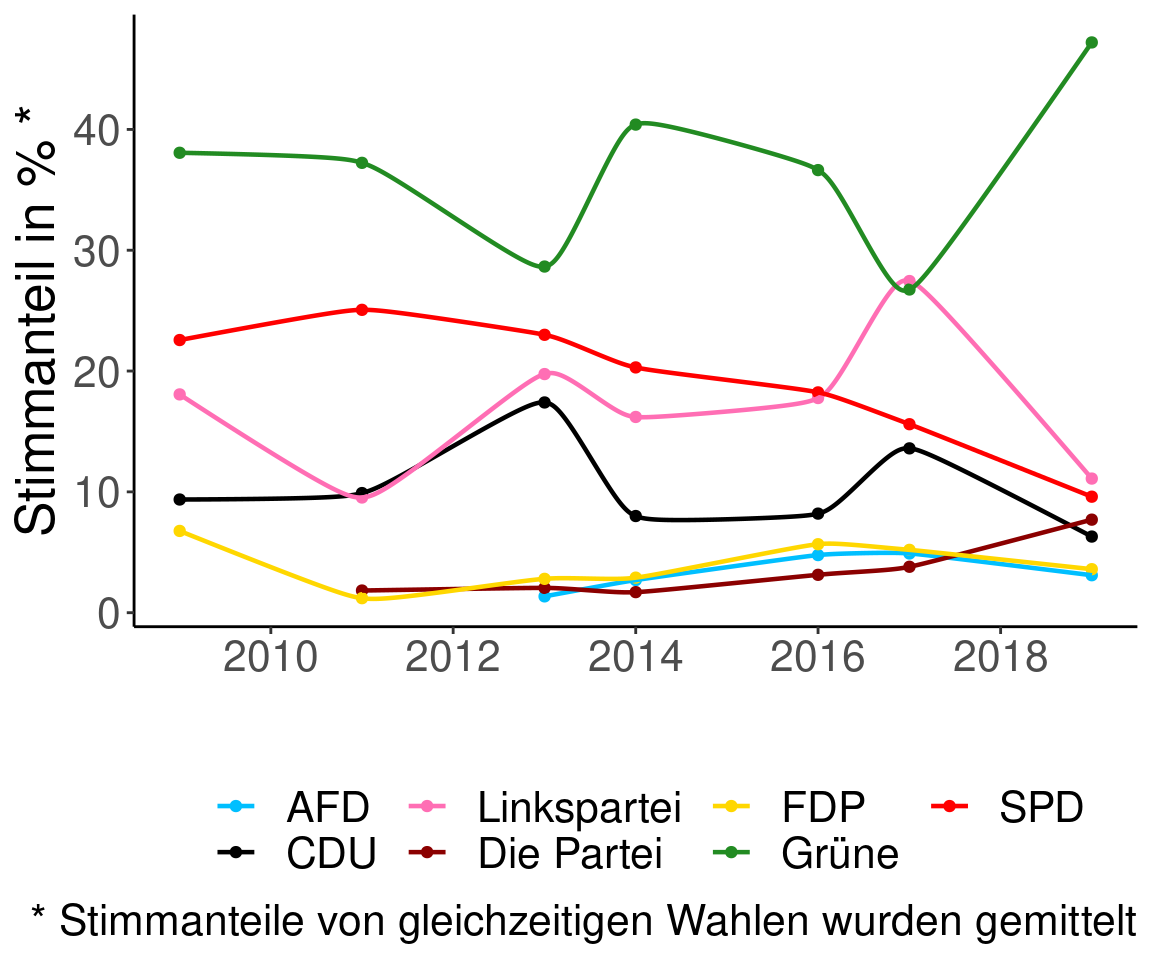 Stimmanteil in % *
40
30
20
10
0
2010 2012 2014 2016 2018
AFD Linkspartei FDP SPD
CDU Die Partei Grüne
* Stimmanteile von gleichzeitigen Wahlen wurden gemittelt